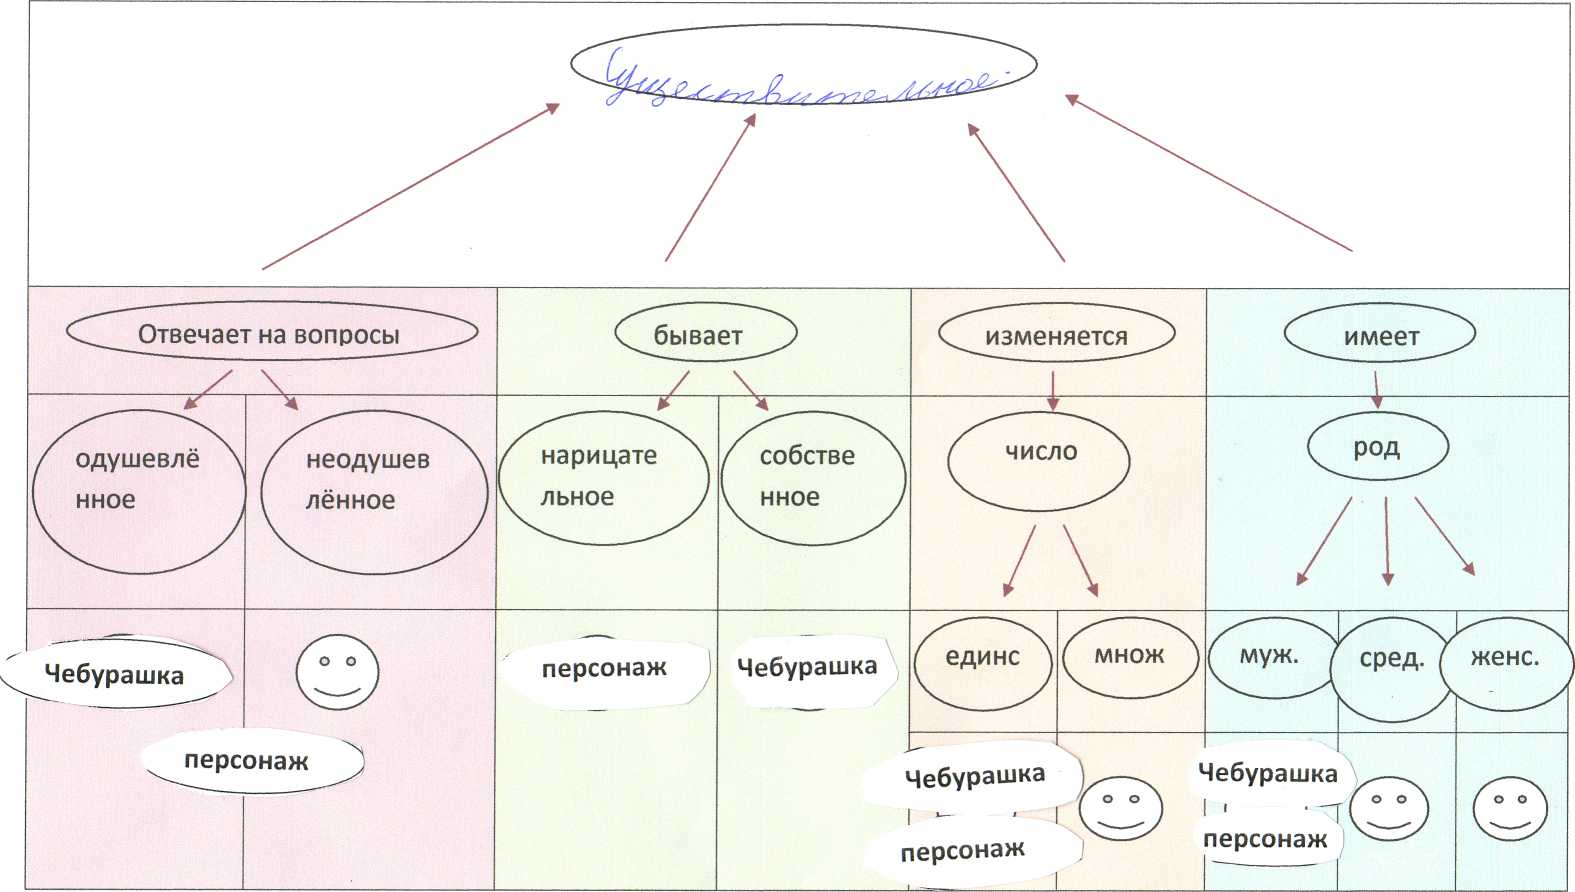 Существительное.
Отвечает на вопросы
бывает
изменяется
имеет
одушевлё
нное
неодушев
лённое
нарицате
льное
собстве
нное
число
род
единс
множ
муж.
сред.
женс.
Чебурашка
персонаж
персонаж
Чебурашка
Чебурашка
персонаж
Чебурашка
персонаж